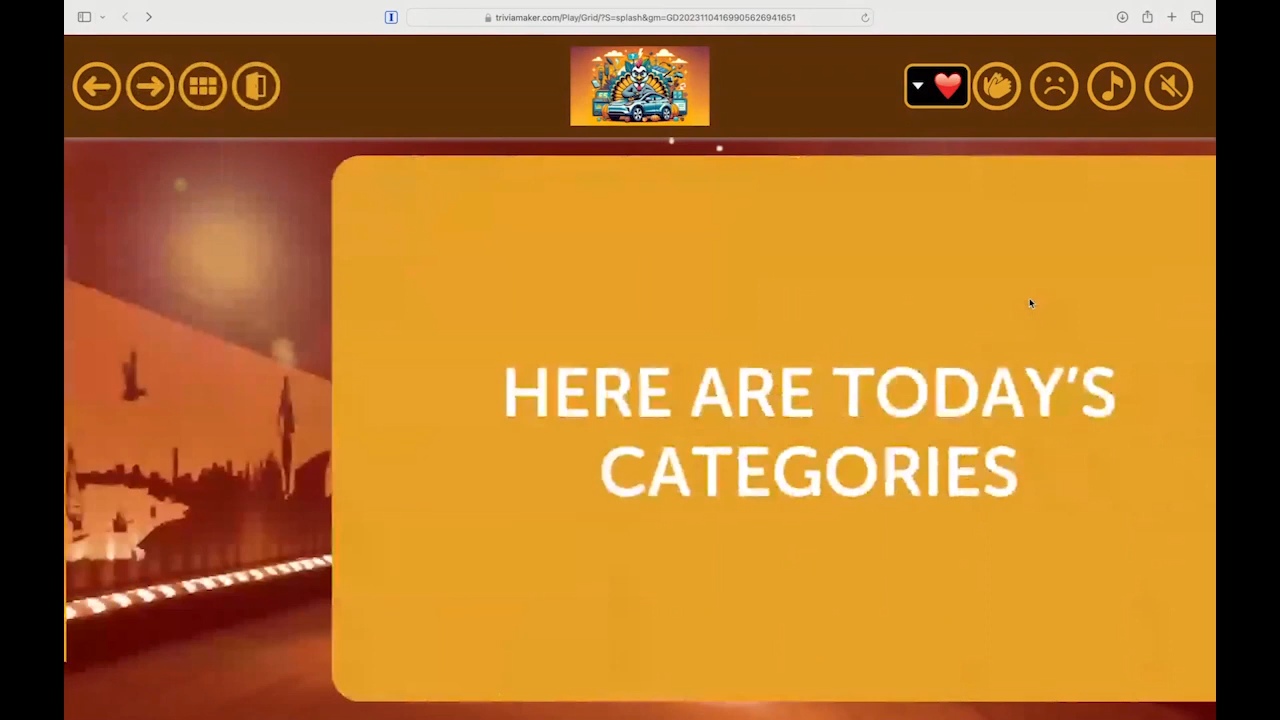 triviamaker.com/Play/Grid/?S=splash&gm=GD20231104169905626941651
HERE ARE TODAY'S
CATEGORIES